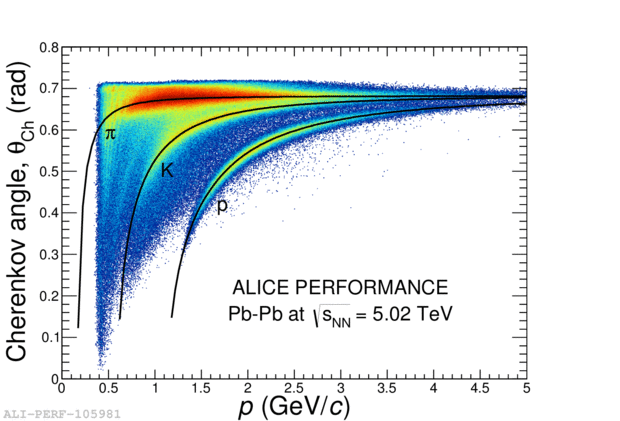 Cherenkov angle, θCh (rad)
0.8
0.7
0.6
0.5
0.4
0.3
0.2
0.1
0
π
K
p
ALICE PERFORMANCE
Pb-Pb at √sNN = 5.02 TeV
0 0.5 1 1.5 2 2.5 3 3.5 4 4.5 5
p (GeV/c)
ALI-PERF-105981